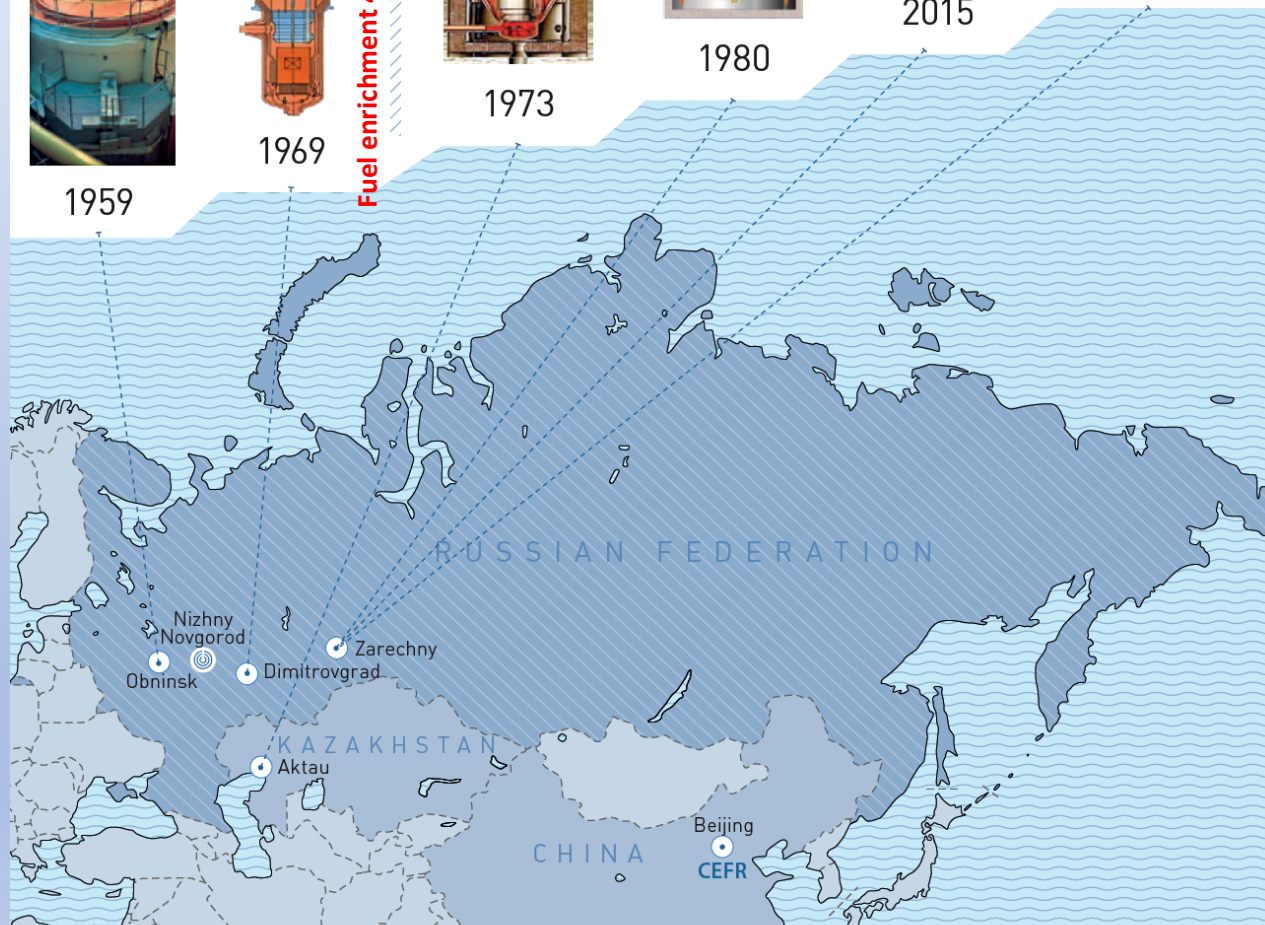 2015
1980
1973
1969
1959
Fuel enrichment
RUSSIAN FEDERATION
Nizhny
Novgorod
Zarechny
Obninsk
Dimitrovgrad
KAZAKHSTAN
Aktau
Beijing
CEFR
CHINA